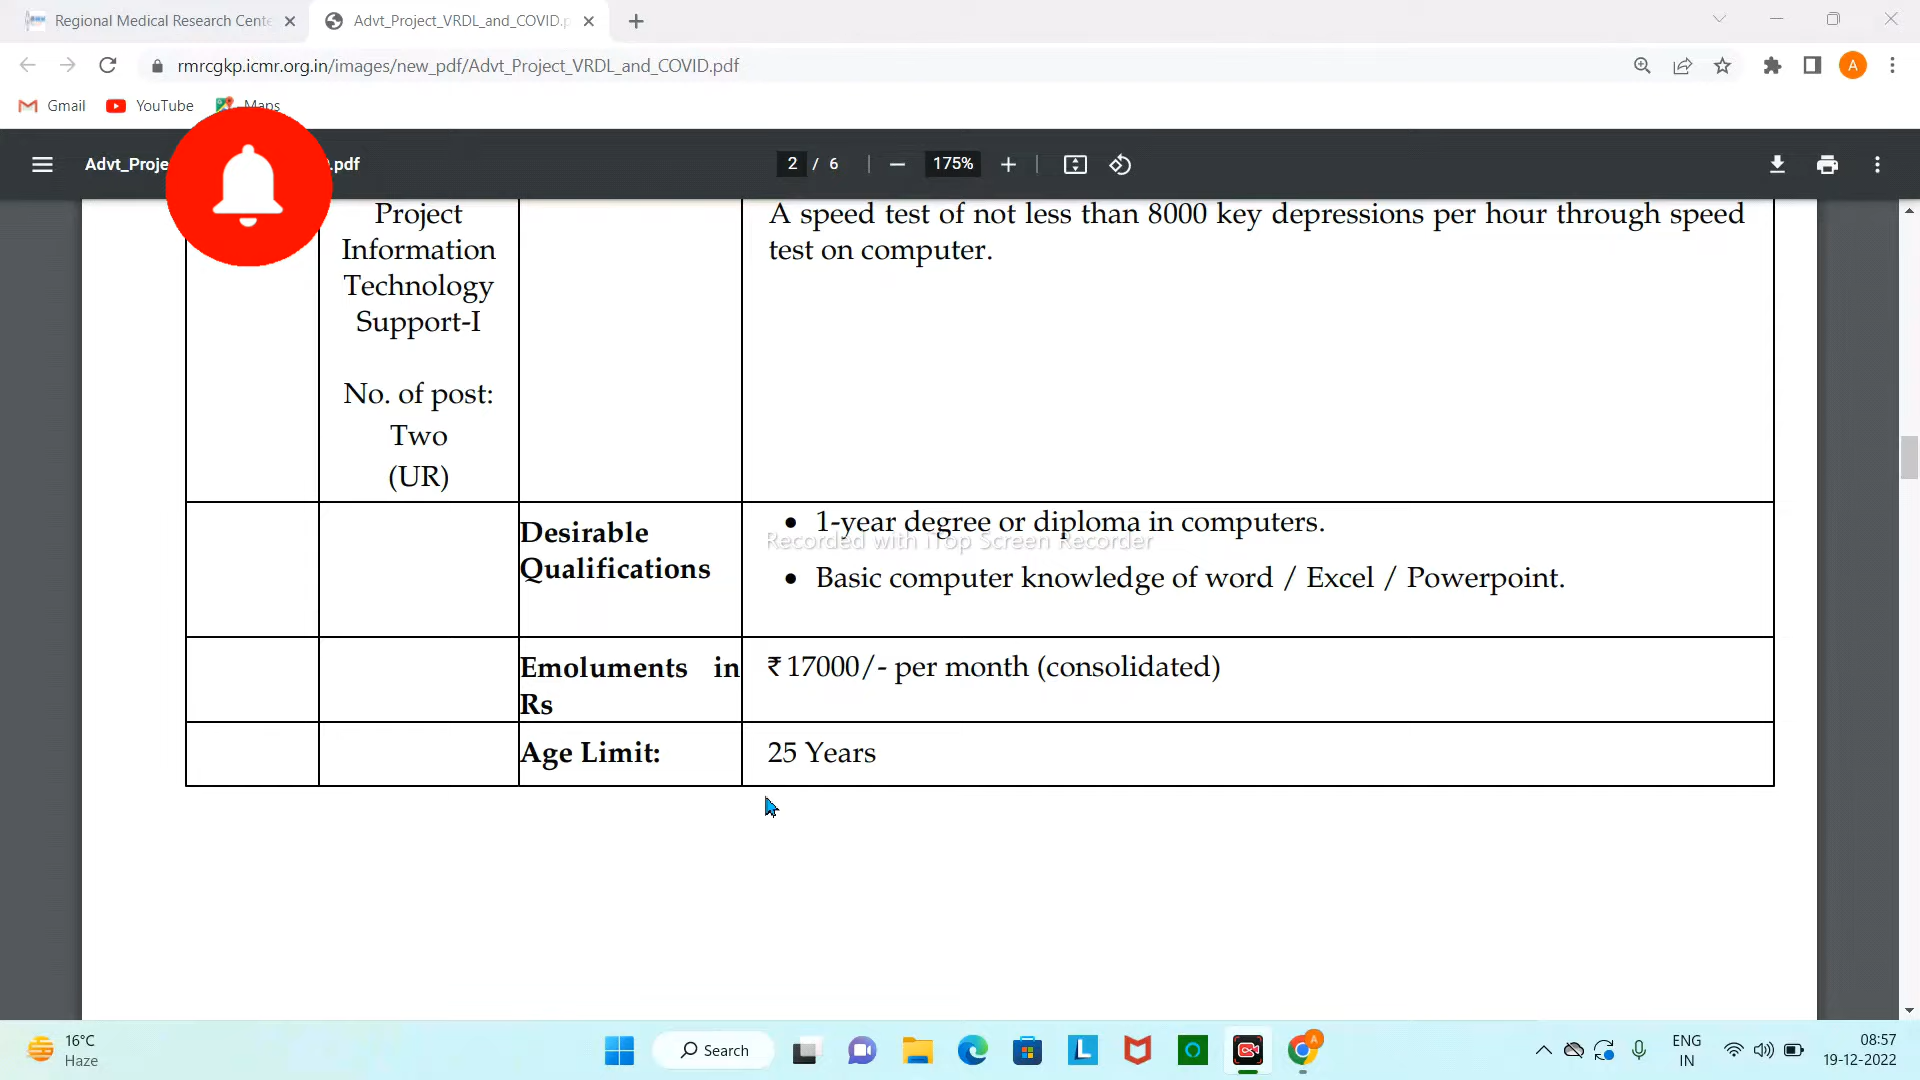 Regional Medical Research Cente
Advt_Project_VRDL_and_COVID.p
rmrcgkp.icmr.org.in/images/new_pdf/Advt_Project_VRDL_and_COVID.pdf
A
Gmail
YouTube
Maps
Advt_Proje
.pdf
2 / 6
175%
Project
Information
Technology
Support-I
No. of post:
Two
(UR)
A speed test of not less than 8000 key depressions per hour through speed
test on computer.
Desirable
Qualifications
• 1-year degree or diploma in computers.
Recorded with iTop Screen Recorder
• Basic computer knowledge of word / Excel / Powerpoint.
Emoluments in
Rs
₹ 17000/- per month (consolidated)
Age Limit:
25 Years
16°C
Haze
Search
L
A
ENG
IN
08:57
19-12-2022